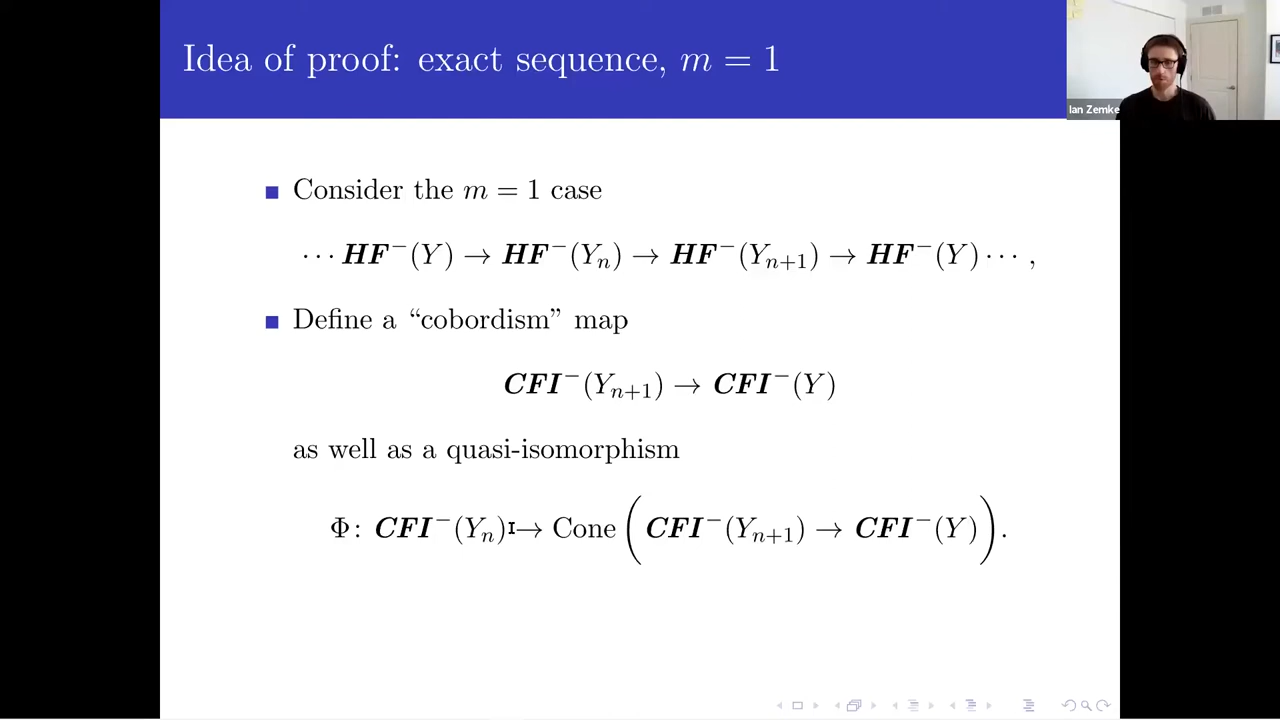 Idea of proof: exact sequence, m = 1
Ian Zemke
Consider the m = 1 case
⋯ HF⁻(Y) → HF⁻(Yₙ) → HF⁻(Yₙ₊₁) → HF⁻(Y) ⋯ ,
Define a “cobordism” map
CFI⁻(Yₙ₊₁) → CFI⁻(Y)
as well as a quasi-isomorphism
Φ: CFI⁻(Yₙ) → Cone (CFI⁻(Yₙ₊₁) → CFI⁻(Y)).